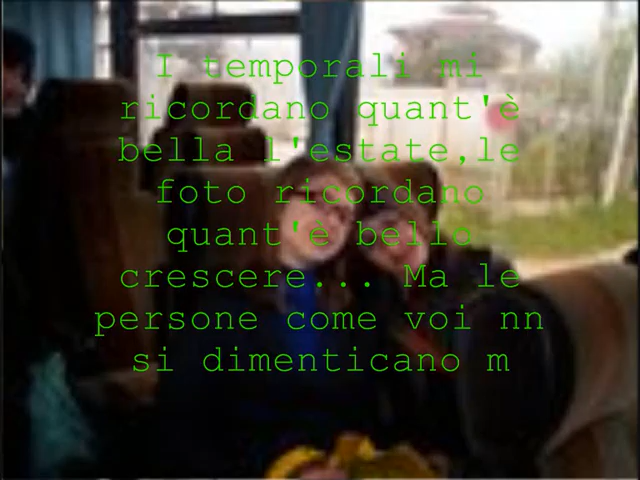 I temporali mi
ricordano quant'è
bella l'estate,le
foto ricordano
quant'è bello
crescere... Ma le
persone come voi nn
si dimenticano m